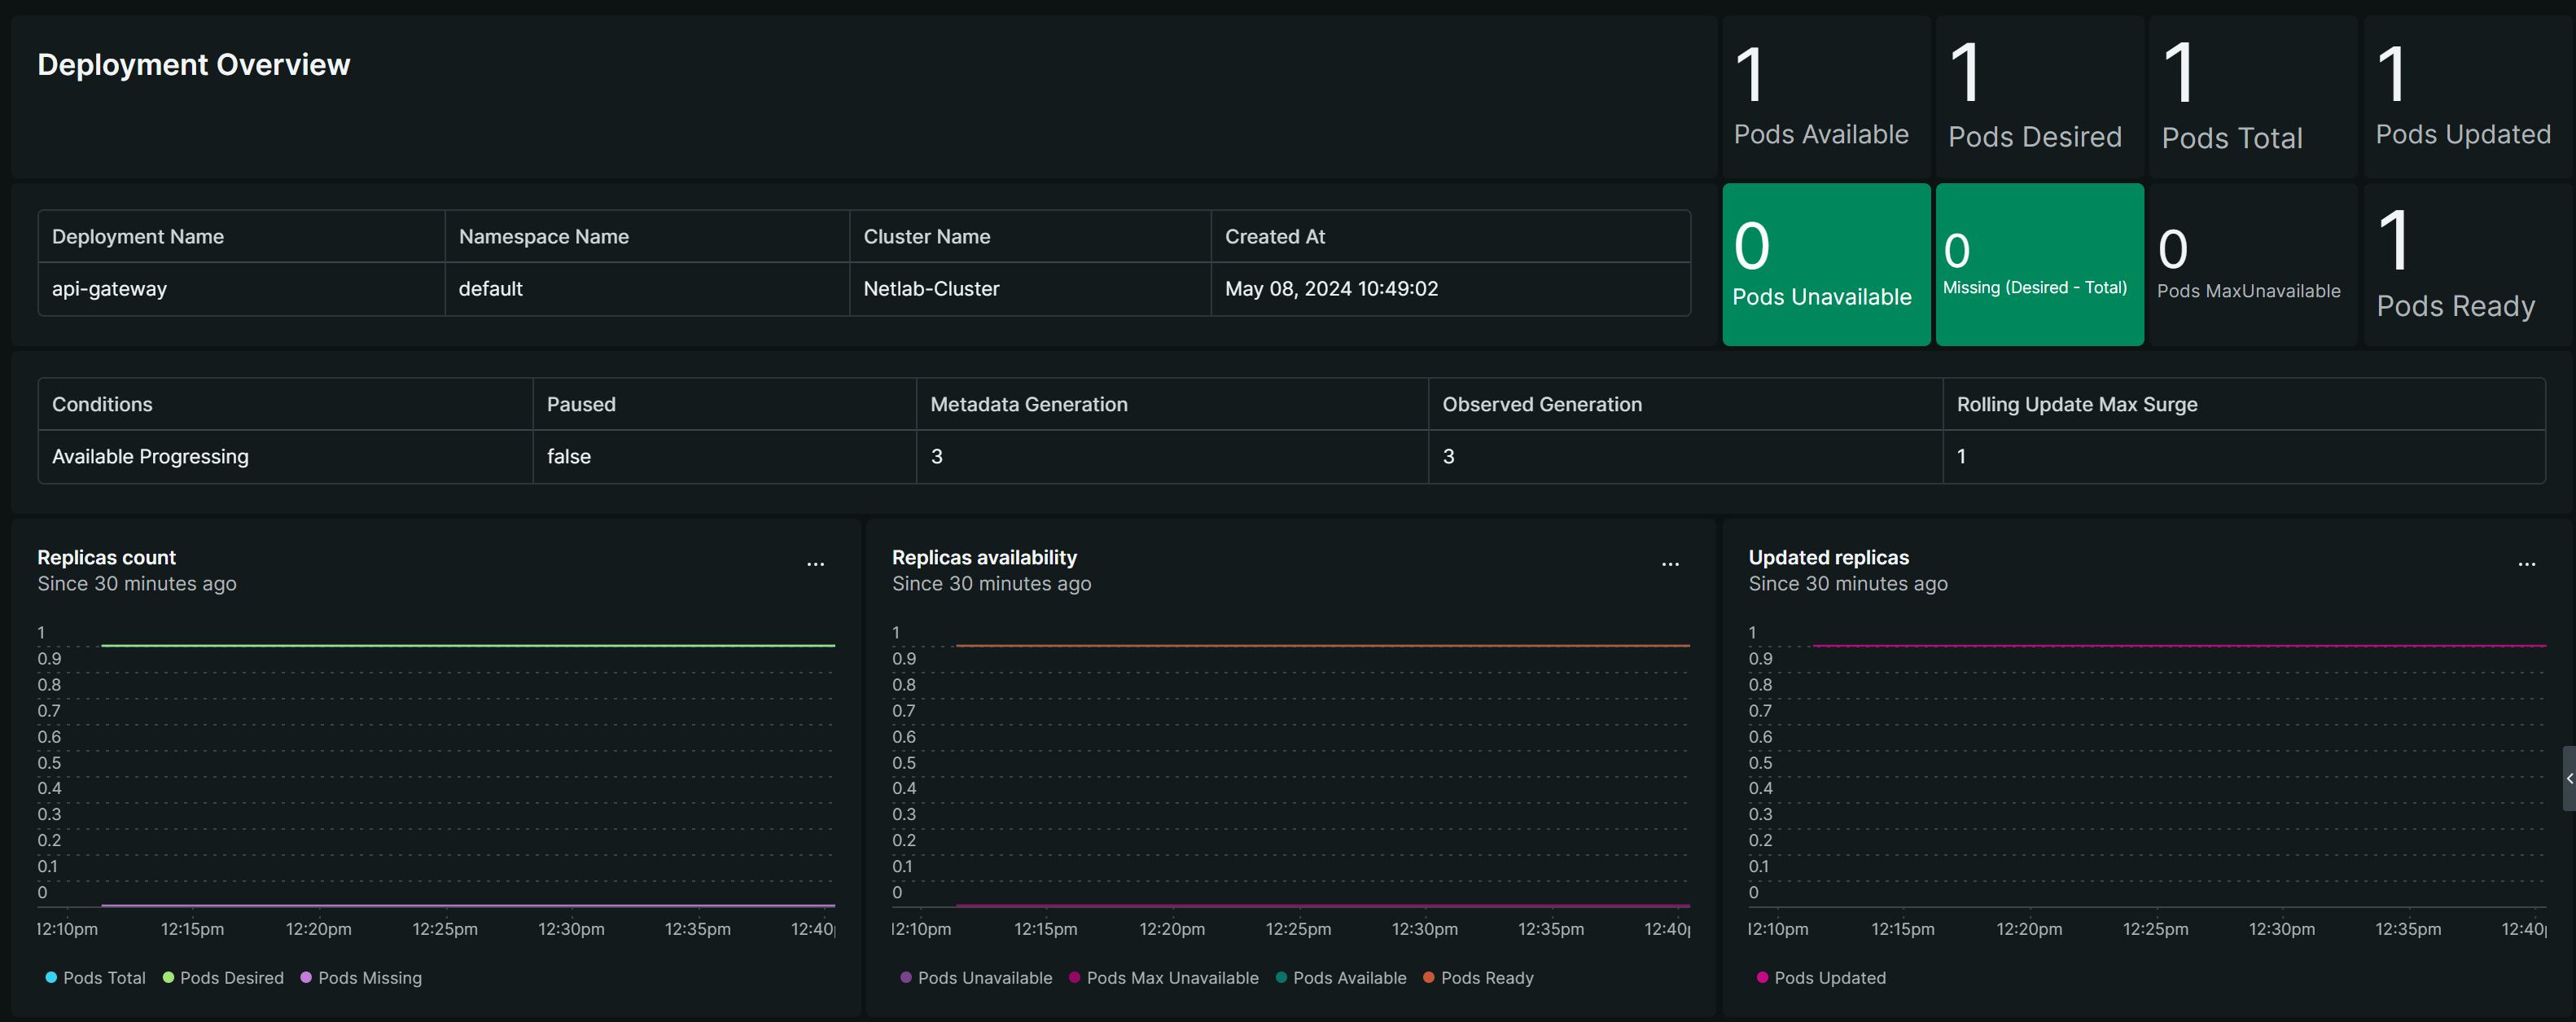 Deployment Overview
1
Pods Available
1
Pods Desired
1
Pods Total
1
Pods Updated
Deployment Name Namespace Name Cluster Name Created At
api-gateway default Netlab-Cluster May 08, 2024 10:49:02
0
Pods Unavailable
0
Missing (Desired - Total)
0
Pods MaxUnavailable
1
Pods Ready
Conditions Paused Metadata Generation Observed Generation Rolling Update Max Surge
Available Progressing false 3 3 1
Replicas count
Since 30 minutes ago
...
1
0.9
0.8
0.7
0.6
0.5
0.4
0.3
0.2
0.1
0
12:10pm 12:15pm 12:20pm 12:25pm 12:30pm 12:35pm 12:40p
Pods Total Pods Desired Pods Missing
Replicas availability
Since 30 minutes ago
...
1
0.9
0.8
0.7
0.6
0.5
0.4
0.3
0.2
0.1
0
12:10pm 12:15pm 12:20pm 12:25pm 12:30pm 12:35pm 12:40p
Pods Unavailable Pods Max Unavailable Pods Available Pods Ready
Updated replicas
Since 30 minutes ago
...
1
0.9
0.8
0.7
0.6
0.5
0.4
0.3
0.2
0.1
0
12:10pm 12:15pm 12:20pm 12:25pm 12:30pm 12:35pm 12:40p
Pods Updated